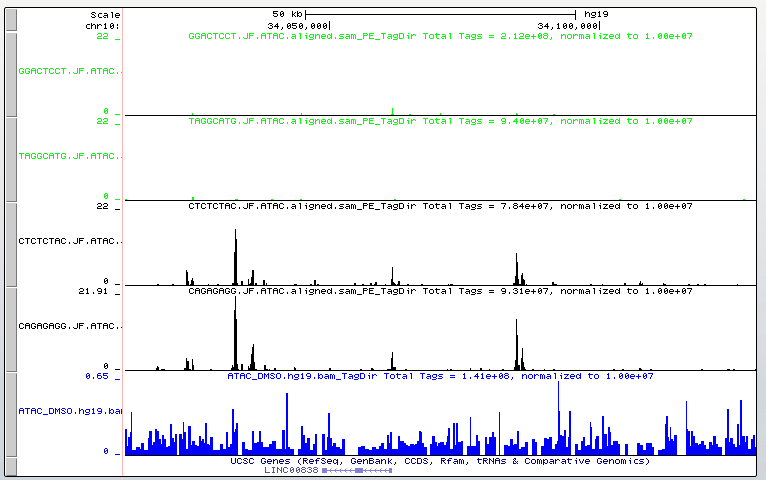 Scale 50 kb hg19
chr10: 34,050,000 34,100,000
22 _ GGACTCCT.JF.ATAC.aligned.sam_PE_TagDir Total Tags = 2.12e+08, normalized to 1.00e+07
GGACTCCT.JF.ATAC.
0 _
22 _ TAGGCATG.JF.ATAC.aligned.sam_PE_TagDir Total Tags = 9.40e+07, normalized to 1.00e+07
TAGGCATG.JF.ATAC.
0 _
22 _ CTCTCTAC.JF.ATAC.aligned.sam_PE_TagDir Total Tags = 7.84e+07, normalized to 1.00e+07
CTCTCTAC.JF.ATAC.
0 _
21.91 _ CAGAGAGG.JF.ATAC.aligned.sam_PE_TagDir Total Tags = 9.31e+07, normalized to 1.00e+07
CAGAGAGG.JF.ATAC.
0 _
0.65 _ ATAC_DMSO.hg19.bam_TagDir Total Tags = 1.41e+08, normalized to 1.00e+07
ATAC_DMSO.hg19.ba
0 _
UCSC Genes (RefSeq, GenBank, CCDS, Rfam, tRNAs & Comparative Genomics)
LINC00838